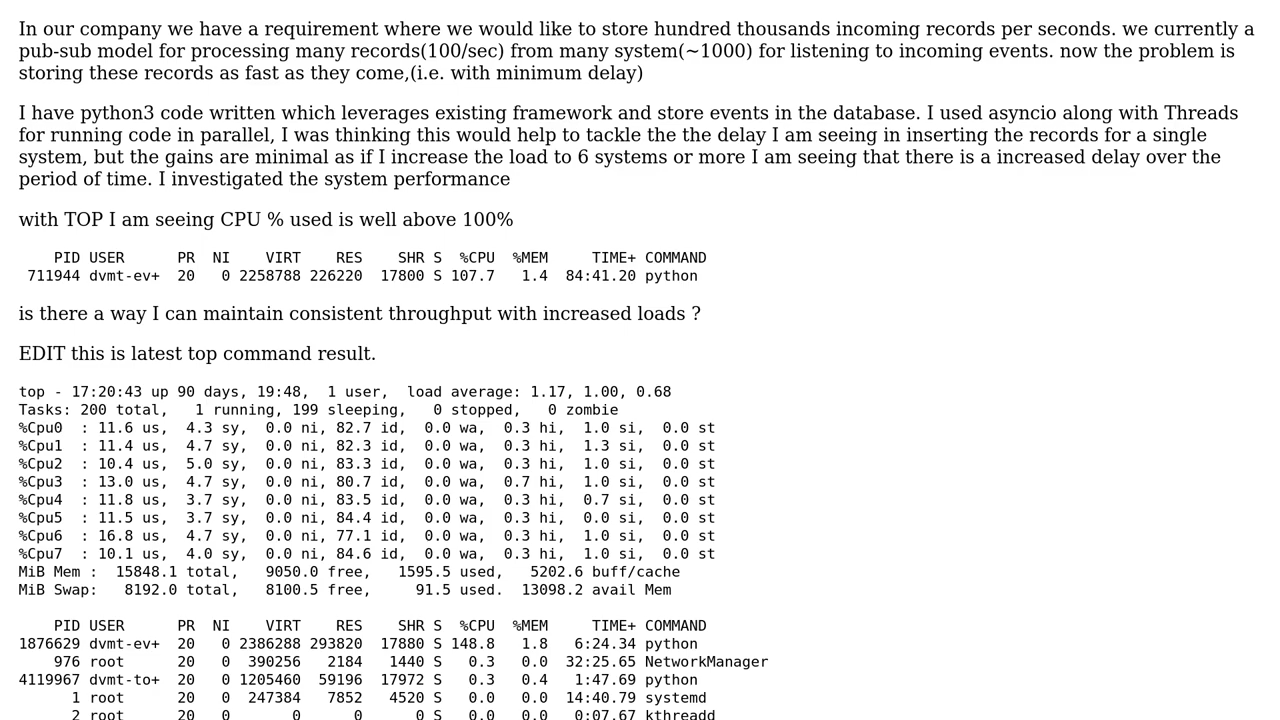 In our company we have a requirement where we would like to store hundred thousands incoming records per seconds. we currently a
pub-sub model for processing many records(100/sec) from many system(~1000) for listening to incoming events. now the problem is
storing these records as fast as they come,(i.e. with minimum delay)
I have python3 code written which leverages existing framework and store events in the database. I used asyncio along with Threads
for running code in parallel, I was thinking this would help to tackle the the delay I am seeing in inserting the records for a single
system, but the gains are minimal as if I increase the load to 6 systems or more I am seeing that there is a increased delay over the
period of time. I investigated the system performance
with TOP I am seeing CPU % used is well above 100%
    PID USER      PR  NI    VIRT    RES    SHR S  %CPU  %MEM     TIME+ COMMAND
 711944 dvmt-ev+  20   0 2258788 226220  17800 S 107.7   1.4  84:41.20 python
is there a way I can maintain consistent throughput with increased loads ?
EDIT this is latest top command result.
top - 17:20:43 up 90 days, 19:48,  1 user,  load average: 1.17, 1.00, 0.68
Tasks: 200 total,   1 running, 199 sleeping,   0 stopped,   0 zombie
%Cpu0  : 11.6 us,  4.3 sy,  0.0 ni, 82.7 id,  0.0 wa,  0.3 hi,  1.0 si,  0.0 st
%Cpu1  : 11.4 us,  4.7 sy,  0.0 ni, 82.3 id,  0.0 wa,  0.3 hi,  1.3 si,  0.0 st
%Cpu2  : 10.4 us,  5.0 sy,  0.0 ni, 83.3 id,  0.0 wa,  0.3 hi,  1.0 si,  0.0 st
%Cpu3  : 13.0 us,  4.7 sy,  0.0 ni, 80.7 id,  0.0 wa,  0.7 hi,  1.0 si,  0.0 st
%Cpu4  : 11.8 us,  3.7 sy,  0.0 ni, 83.5 id,  0.0 wa,  0.3 hi,  0.7 si,  0.0 st
%Cpu5  : 11.5 us,  3.7 sy,  0.0 ni, 84.4 id,  0.0 wa,  0.3 hi,  0.0 si,  0.0 st
%Cpu6  : 16.8 us,  4.7 sy,  0.0 ni, 77.1 id,  0.0 wa,  0.3 hi,  1.0 si,  0.0 st
%Cpu7  : 10.1 us,  4.0 sy,  0.0 ni, 84.6 id,  0.0 wa,  0.3 hi,  1.0 si,  0.0 st
MiB Mem :  15848.1 total,   9050.0 free,   1595.5 used,   5202.6 buff/cache
MiB Swap:   8192.0 total,   8100.5 free,     91.5 used.  13098.2 avail Mem
    PID USER      PR  NI    VIRT    RES    SHR S  %CPU  %MEM     TIME+ COMMAND
1876629 dvmt-ev+  20   0 2386288 293820  17880 S 148.8   1.8   6:24.34 python
    976 root      20   0  390256   2184   1440 S   0.3   0.0  32:25.65 NetworkManager
4119967 dvmt-to+  20   0 1205460  59196  17972 S   0.3   0.4   1:47.69 python
      1 root      20   0  247384   7852   4520 S   0.0   0.0  14:40.79 systemd
      2 root      20   0       0      0      0 S   0.0   0.0   0:07.67 kthreadd